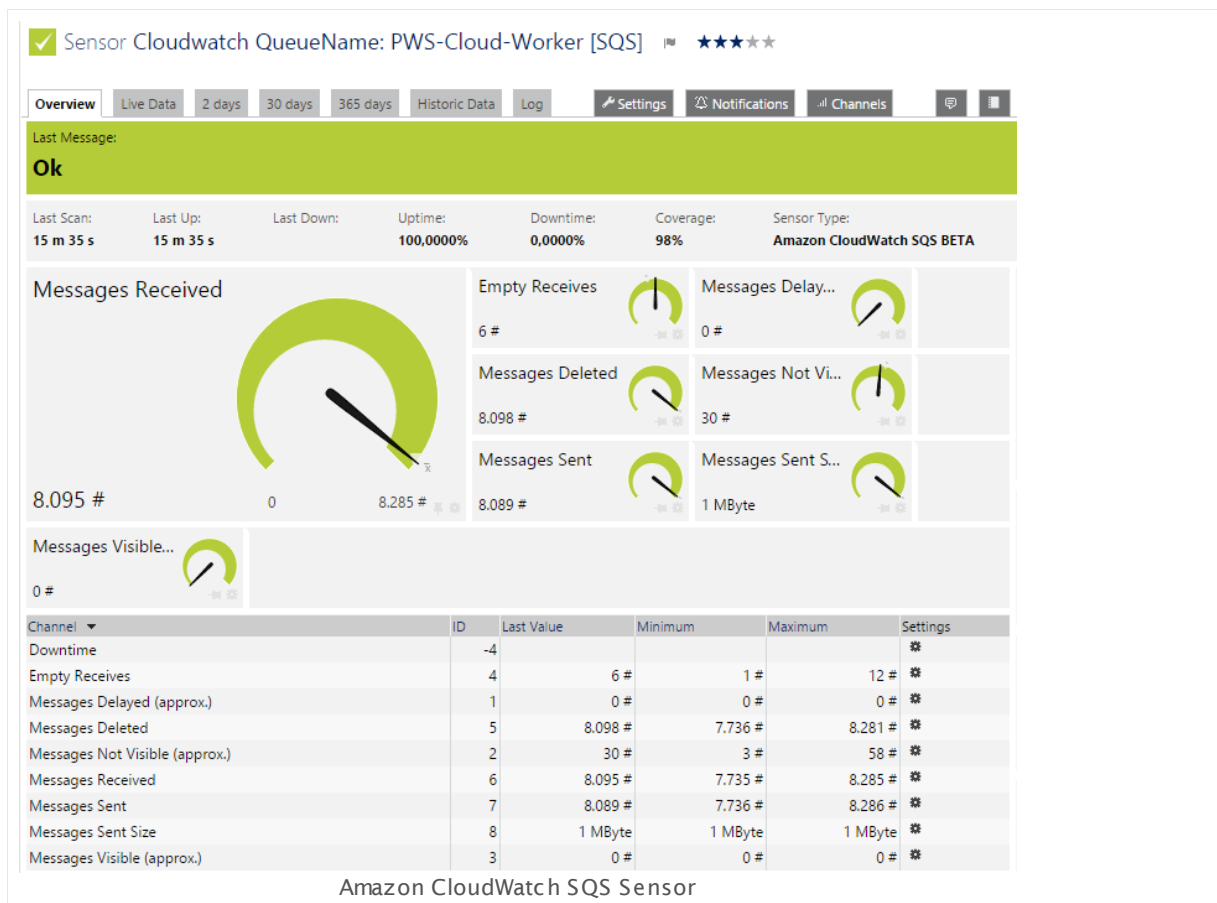 Sensor Cloudwatch QueueName: PWS-Cloud-Worker [SQS]
Overview Live Data 2 days 30 days 365 days Historic Data Log Settings Notifications Channels
Last Message:
Ok
Last Scan: Last Up: Last Down: Uptime: Downtime: Coverage: Sensor Type:
15 m 35 s 15 m 35 s 100,0000% 0,0000% 98% Amazon CloudWatch SQS BETA
Messages Received
8.095 #
0
8.285 #
x
Empty Receives
6 #
Messages Delay...
0 #
Messages Deleted
8.098 #
Messages Not Vi...
30 #
Messages Sent
8.089 #
Messages Sent S...
1 MByte
Messages Visible...
0 #
Channel ID Last Value Minimum Maximum Settings
Downtime -4
Empty Receives 4 6 # 1 # 12 #
Messages Delayed (approx.) 1 0 # 0 # 0 #
Messages Deleted 5 8.098 # 7.736 # 8.281 #
Messages Not Visible (approx.) 2 30 # 3 # 58 #
Messages Received 6 8.095 # 7.735 # 8.285 #
Messages Sent 7 8.089 # 7.736 # 8.286 #
Messages Sent Size 8 1 MByte 1 MByte 1 MByte
Messages Visible (approx.) 3 0 # 0 # 0 #
Amazon CloudWatch SQS Sensor